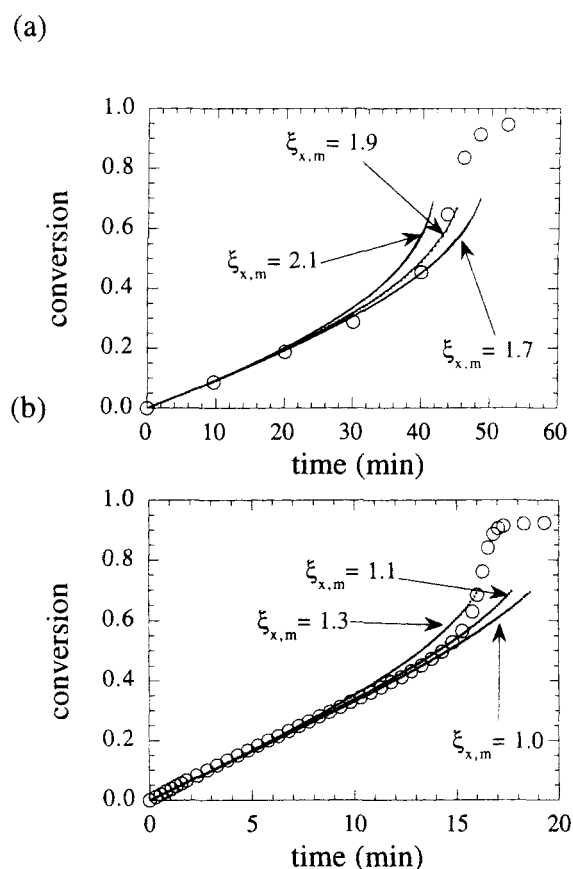 (a)
1.0
0.8
0.6
0.4
0.2
0.0
conversion
ξx,m= 1.9
ξx,m= 2.1
ξx,m= 1.7
0 10 20 30 40 50 60
time (min)
(b)
1.0
0.8
0.6
0.4
0.2
0.0
conversion
ξx,m= 1.1
ξx,m= 1.3
ξx,m= 1.0
0 5 10 15 20
time (min)